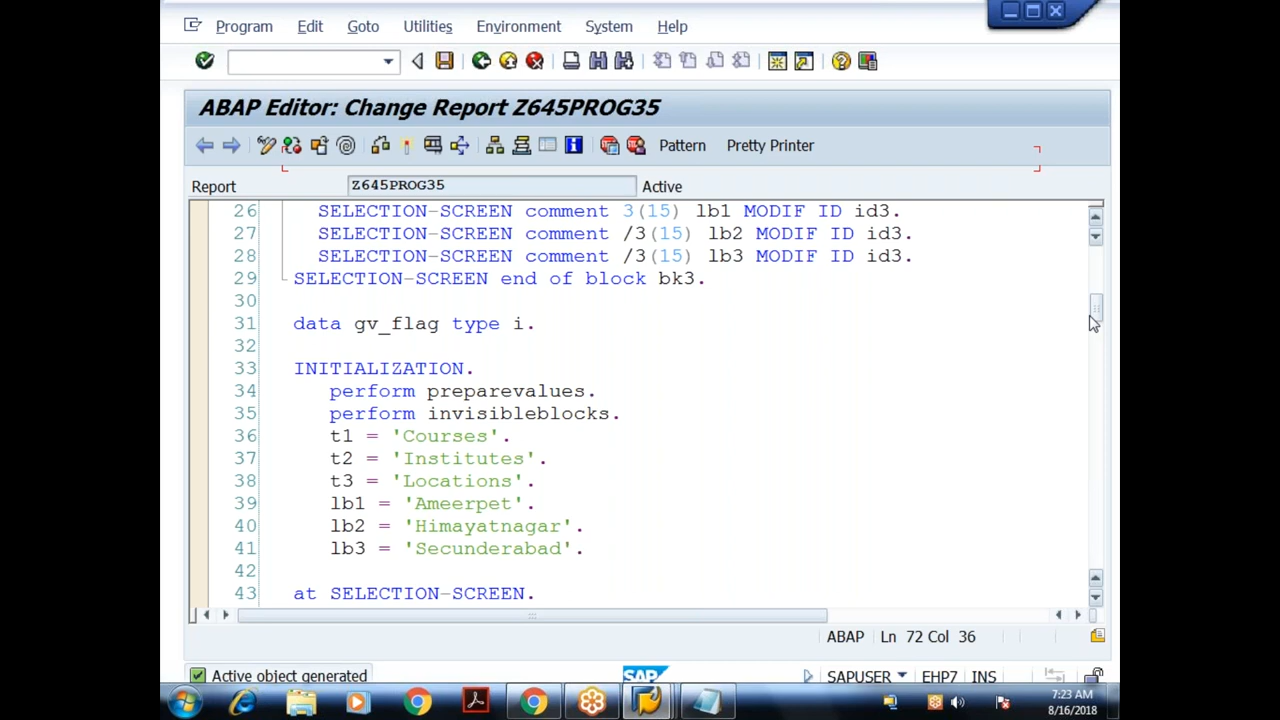 Program Edit Goto Utilities Environment System Help
ABAP Editor: Change Report Z645PROG35
Pattern Pretty Printer
Report Z645PROG35 Active
26 SELECTION-SCREEN comment 3(15) lb1 MODIF ID id3.
27 SELECTION-SCREEN comment /3(15) lb2 MODIF ID id3.
28 SELECTION-SCREEN comment /3(15) lb3 MODIF ID id3.
29 SELECTION-SCREEN end of block bk3.
30
31 data gv_flag type i.
32
33 INITIALIZATION.
34 perform preparevalues.
35 perform invisibleblocks.
36 t1 = 'Courses'.
37 t2 = 'Institutes'.
38 t3 = 'Locations'.
39 lb1 = 'Ameerpet'.
40 lb2 = 'Himayatnagar'.
41 lb3 = 'Secunderabad'.
42
43 at SELECTION-SCREEN.
ABAP Ln 72 Col 36
Active object generated SAP SAPUSER EHP7 INS
7:23 AM
8/16/2018